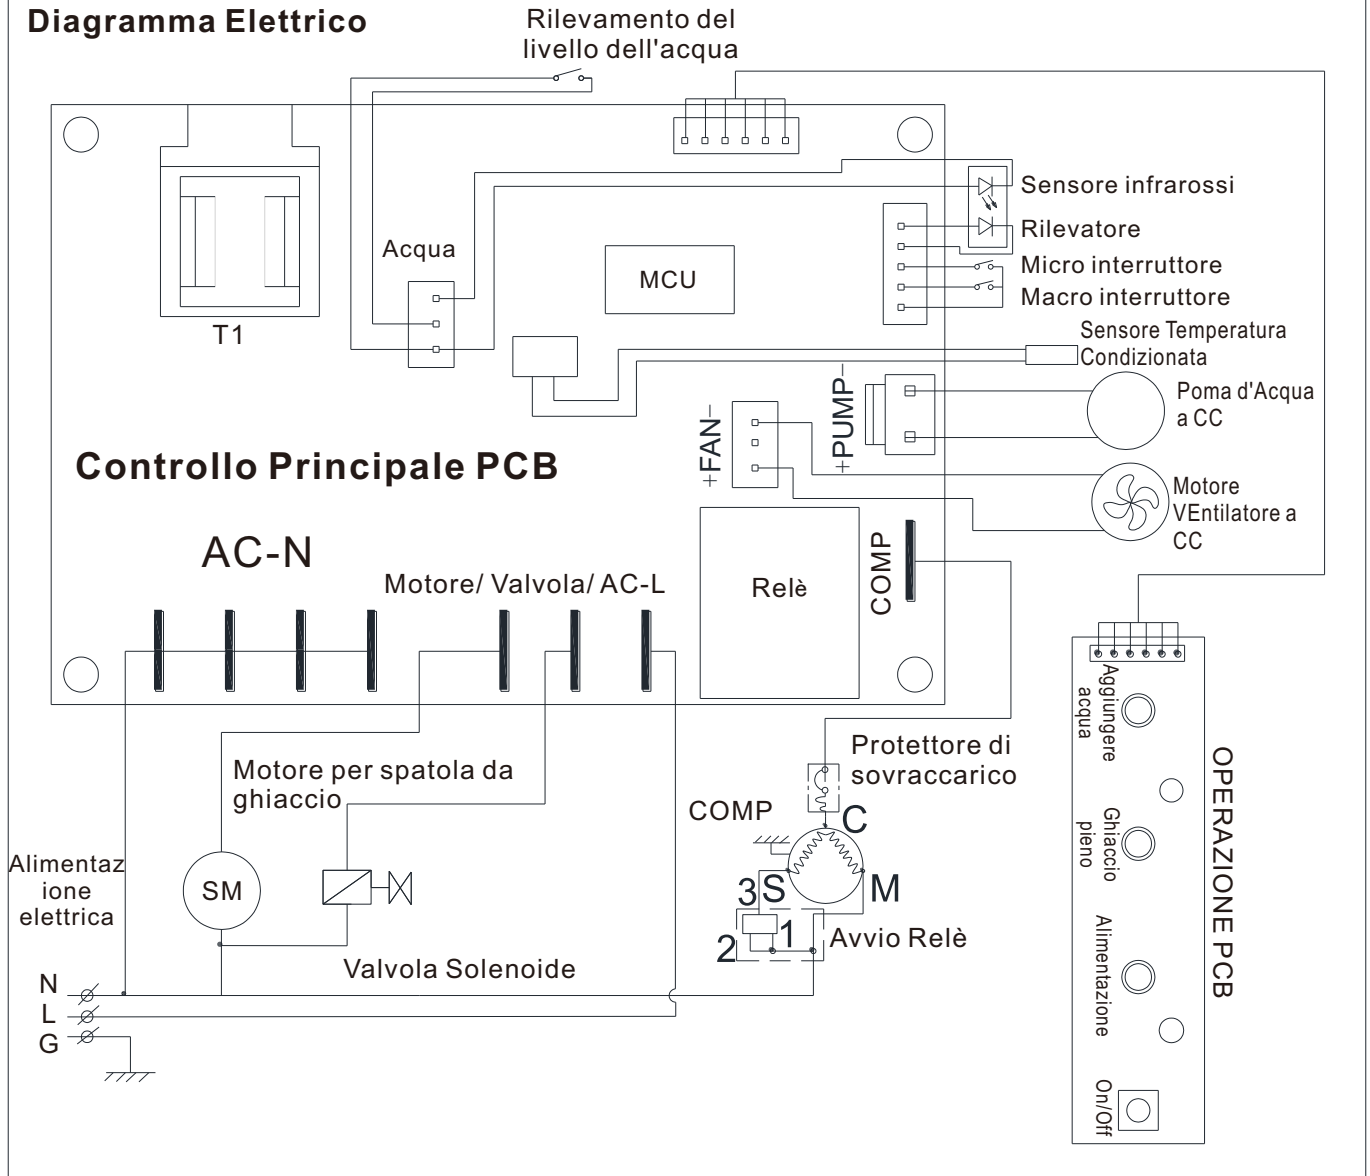 Diagramma Elettrico
Rilevamento del
livello dell'acqua
Sensore infrarossi
Rilevatore
Micro interruttore
Macro interruttore
Acqua
MCU
T1
Sensore Temperatura
Condizionata
Poma d'Acqua
a CC
+PUMP−
+FAN−
Controllo Principale PCB
Motore
VEntilatore a
CC
AC-N
Motore/ Valvola/ AC-L
Relè
COMP
Protettore di
sovraccarico
Motore per spatola da
ghiaccio
COMP
C
Alimentaz
ione
elettrica
SM
3
S
M
1
2
Avvio Relè
Valvola Solenoide
N
L
G
Aggiungere
acqua
Ghiaccio
pieno
Alimentazione
On/Off
OPERAZIONE PCB